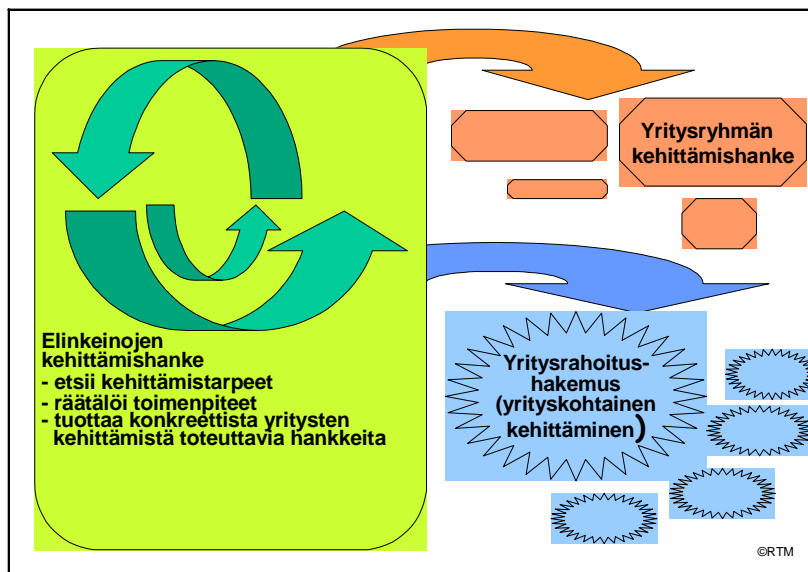 Elinkeinojen
kehittämishanke
- etsii kehittämistarpeet
- räätälöi toimenpiteet
- tuottaa konkreettista yritysten
kehittämistä toteuttavia hankkeita
Yritysryhmän
kehittämishanke
Yritysrahoitus-
hakemus
(yrityskohtainen
kehittäminen)
©RTM